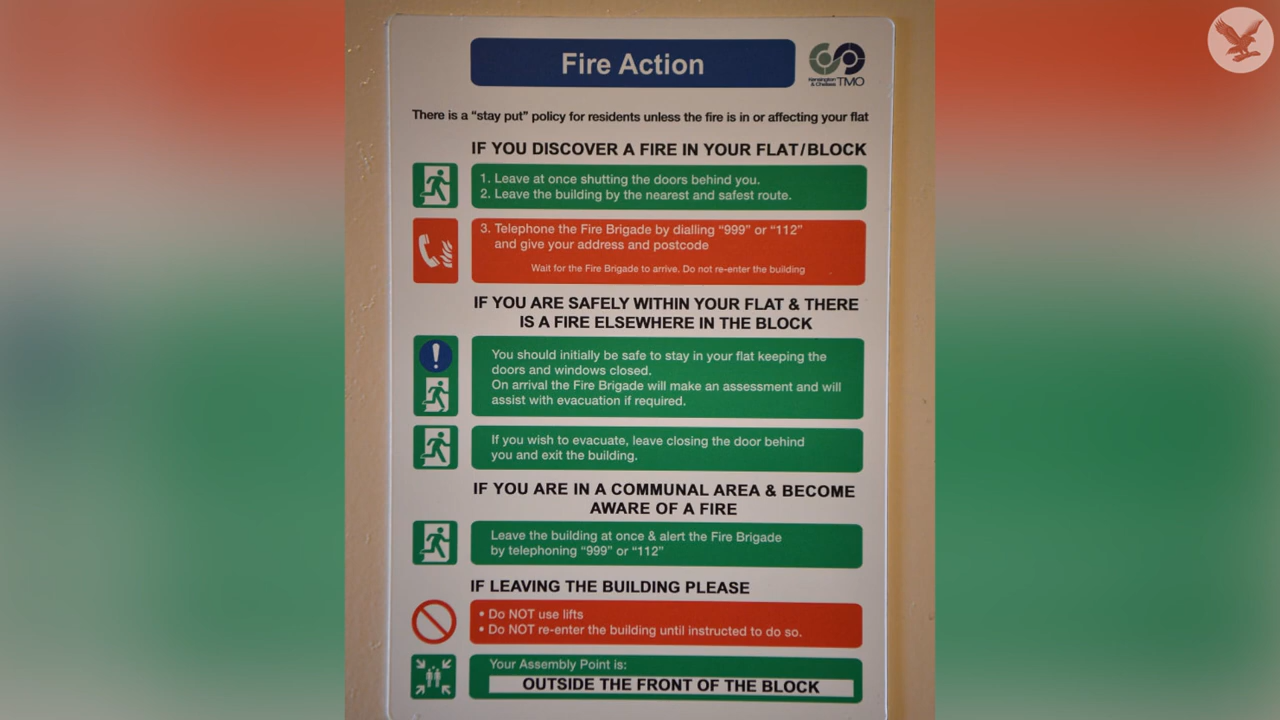 Fire Action
Kensington
& Chelsea TMO
There is a “stay put” policy for residents unless the fire is in or affecting your flat
IF YOU DISCOVER A FIRE IN YOUR FLAT/BLOCK
1. Leave at once shutting the doors behind you.
2. Leave the building by the nearest and safest route.
3. Telephone the Fire Brigade by dialling “999” or “112”
and give your address and postcode
Wait for the Fire Brigade to arrive. Do not re-enter the building
IF YOU ARE SAFELY WITHIN YOUR FLAT & THERE
IS A FIRE ELSEWHERE IN THE BLOCK
You should initially be safe to stay in your flat keeping the
doors and windows closed.
On arrival the Fire Brigade will make an assessment and will
assist with evacuation if required.
If you wish to evacuate, leave closing the door behind
you and exit the building.
IF YOU ARE IN A COMMUNAL AREA & BECOME
AWARE OF A FIRE
Leave the building at once & alert the Fire Brigade
by telephoning “999” or “112”
IF LEAVING THE BUILDING PLEASE
• Do NOT use lifts
• Do NOT re-enter the building until instructed to do so.
Your Assembly Point is:
OUTSIDE THE FRONT OF THE BLOCK